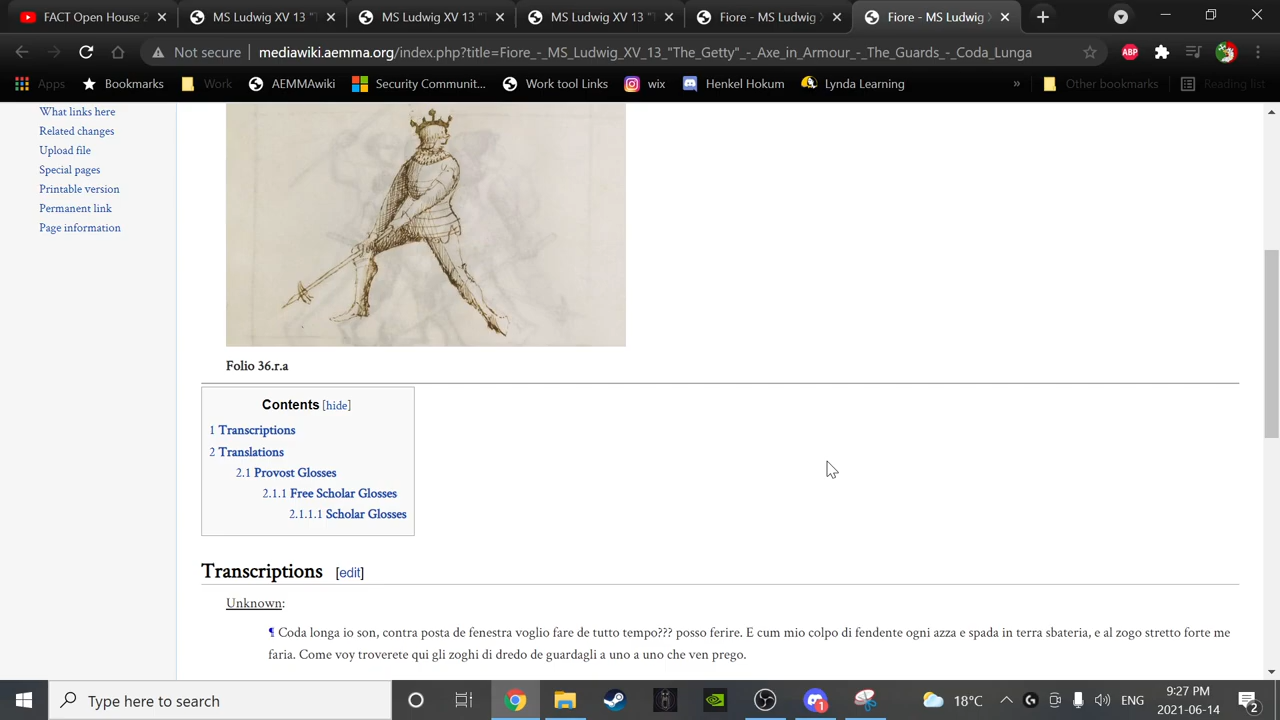 FACT Open House 2
MS Ludwig XV 13 "T
MS Ludwig XV 13 "T
MS Ludwig XV 13 "T
Fiore - MS Ludwig X
Fiore - MS Ludwig X
Not secure
mediawiki.aemma.org/index.php?title=Fiore_-_MS_Ludwig_XV_13_"The_Getty"_-_Axe_in_Armour_-_The_Guards_-_Coda_Lunga
ABP
Apps
Bookmarks
Work
AEMMAwiki
Security Communit...
Work tool Links
wix
Henkel Hokum
Lynda Learning
»
Other bookmarks
Reading list
What links here
Related changes
Upload file
Special pages
Printable version
Permanent link
Page information
Folio 36.r.a
Contents [hide]
1 Transcriptions
2 Translations
2.1 Provost Glosses
2.1.1 Free Scholar Glosses
2.1.1.1 Scholar Glosses
Transcriptions [edit]
Unknown:
¶ Coda longa io son, contra posta de fenestra voglio fare de tutto tempo??? posso ferire. E cum mio colpo di fendente ogni azza e spada in terra sbateria, e al zogo stretto forte me
faria. Come voy troverete qui gli zoghi di dredo de guardagli a uno a uno che ven prego.
Type here to search
1
18°C
ENG
9:27 PM
2021-06-14
2